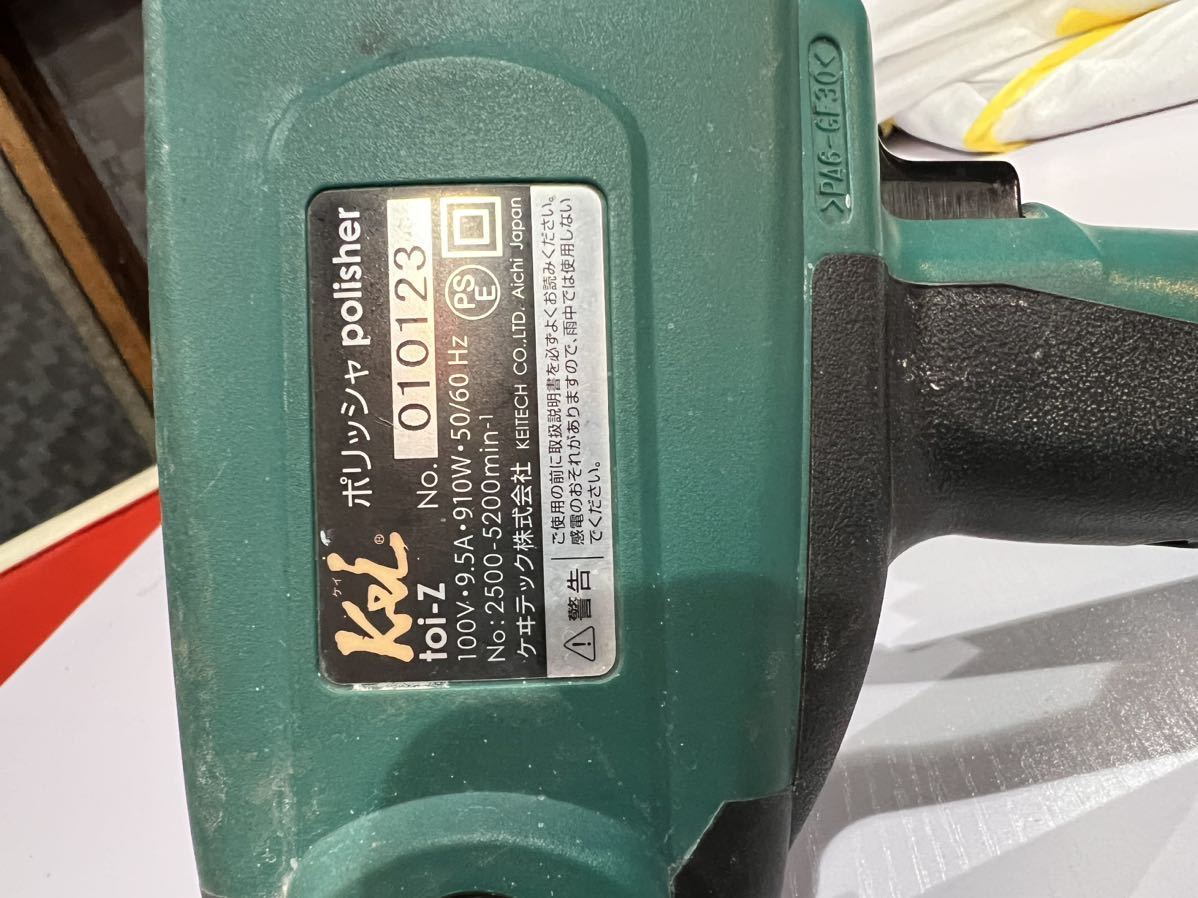 ポリッシャ polisher
Kei ®
ケイ
toi-Z
No. 010123
100V・9.5A・910W・50/60Hz
PS E
No:2500-5200min-1
ケヰテック株式会社 KEITECH CO.,LTD. Aichi Japan
警告
ご使用の前に取扱説明書を必ずよくお読みください。
感電のおそれがありますので、雨中では使用しない
でください。
>PA6-GF30<